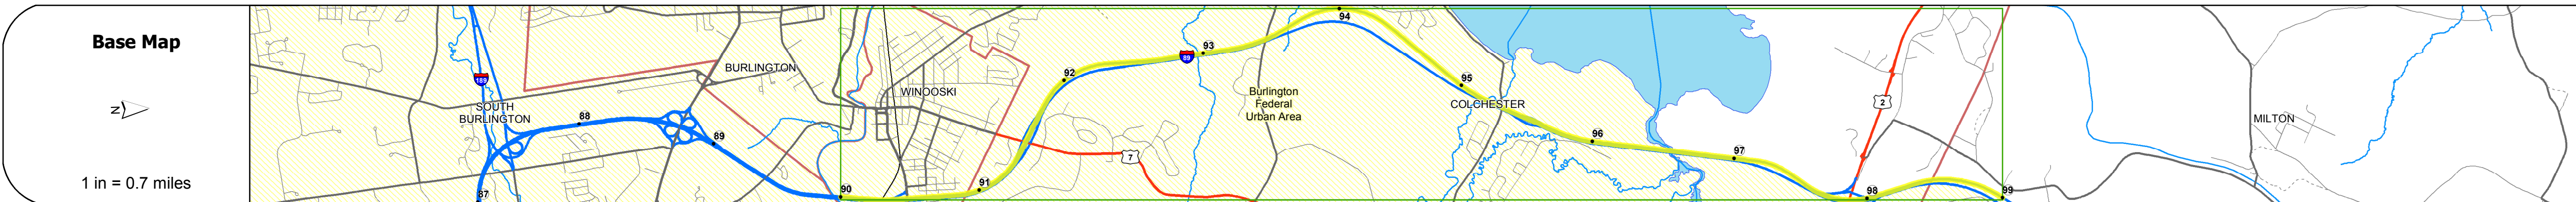 Base Map
N
1 in = 0.7 miles
189
SOUTH
BURLINGTON
87
88
89
BURLINGTON
90
WINOOSKI
91
92
7
89
93
Burlington
Federal
Urban Area
94
95
COLCHESTER
96
97
2
98
99
MILTON